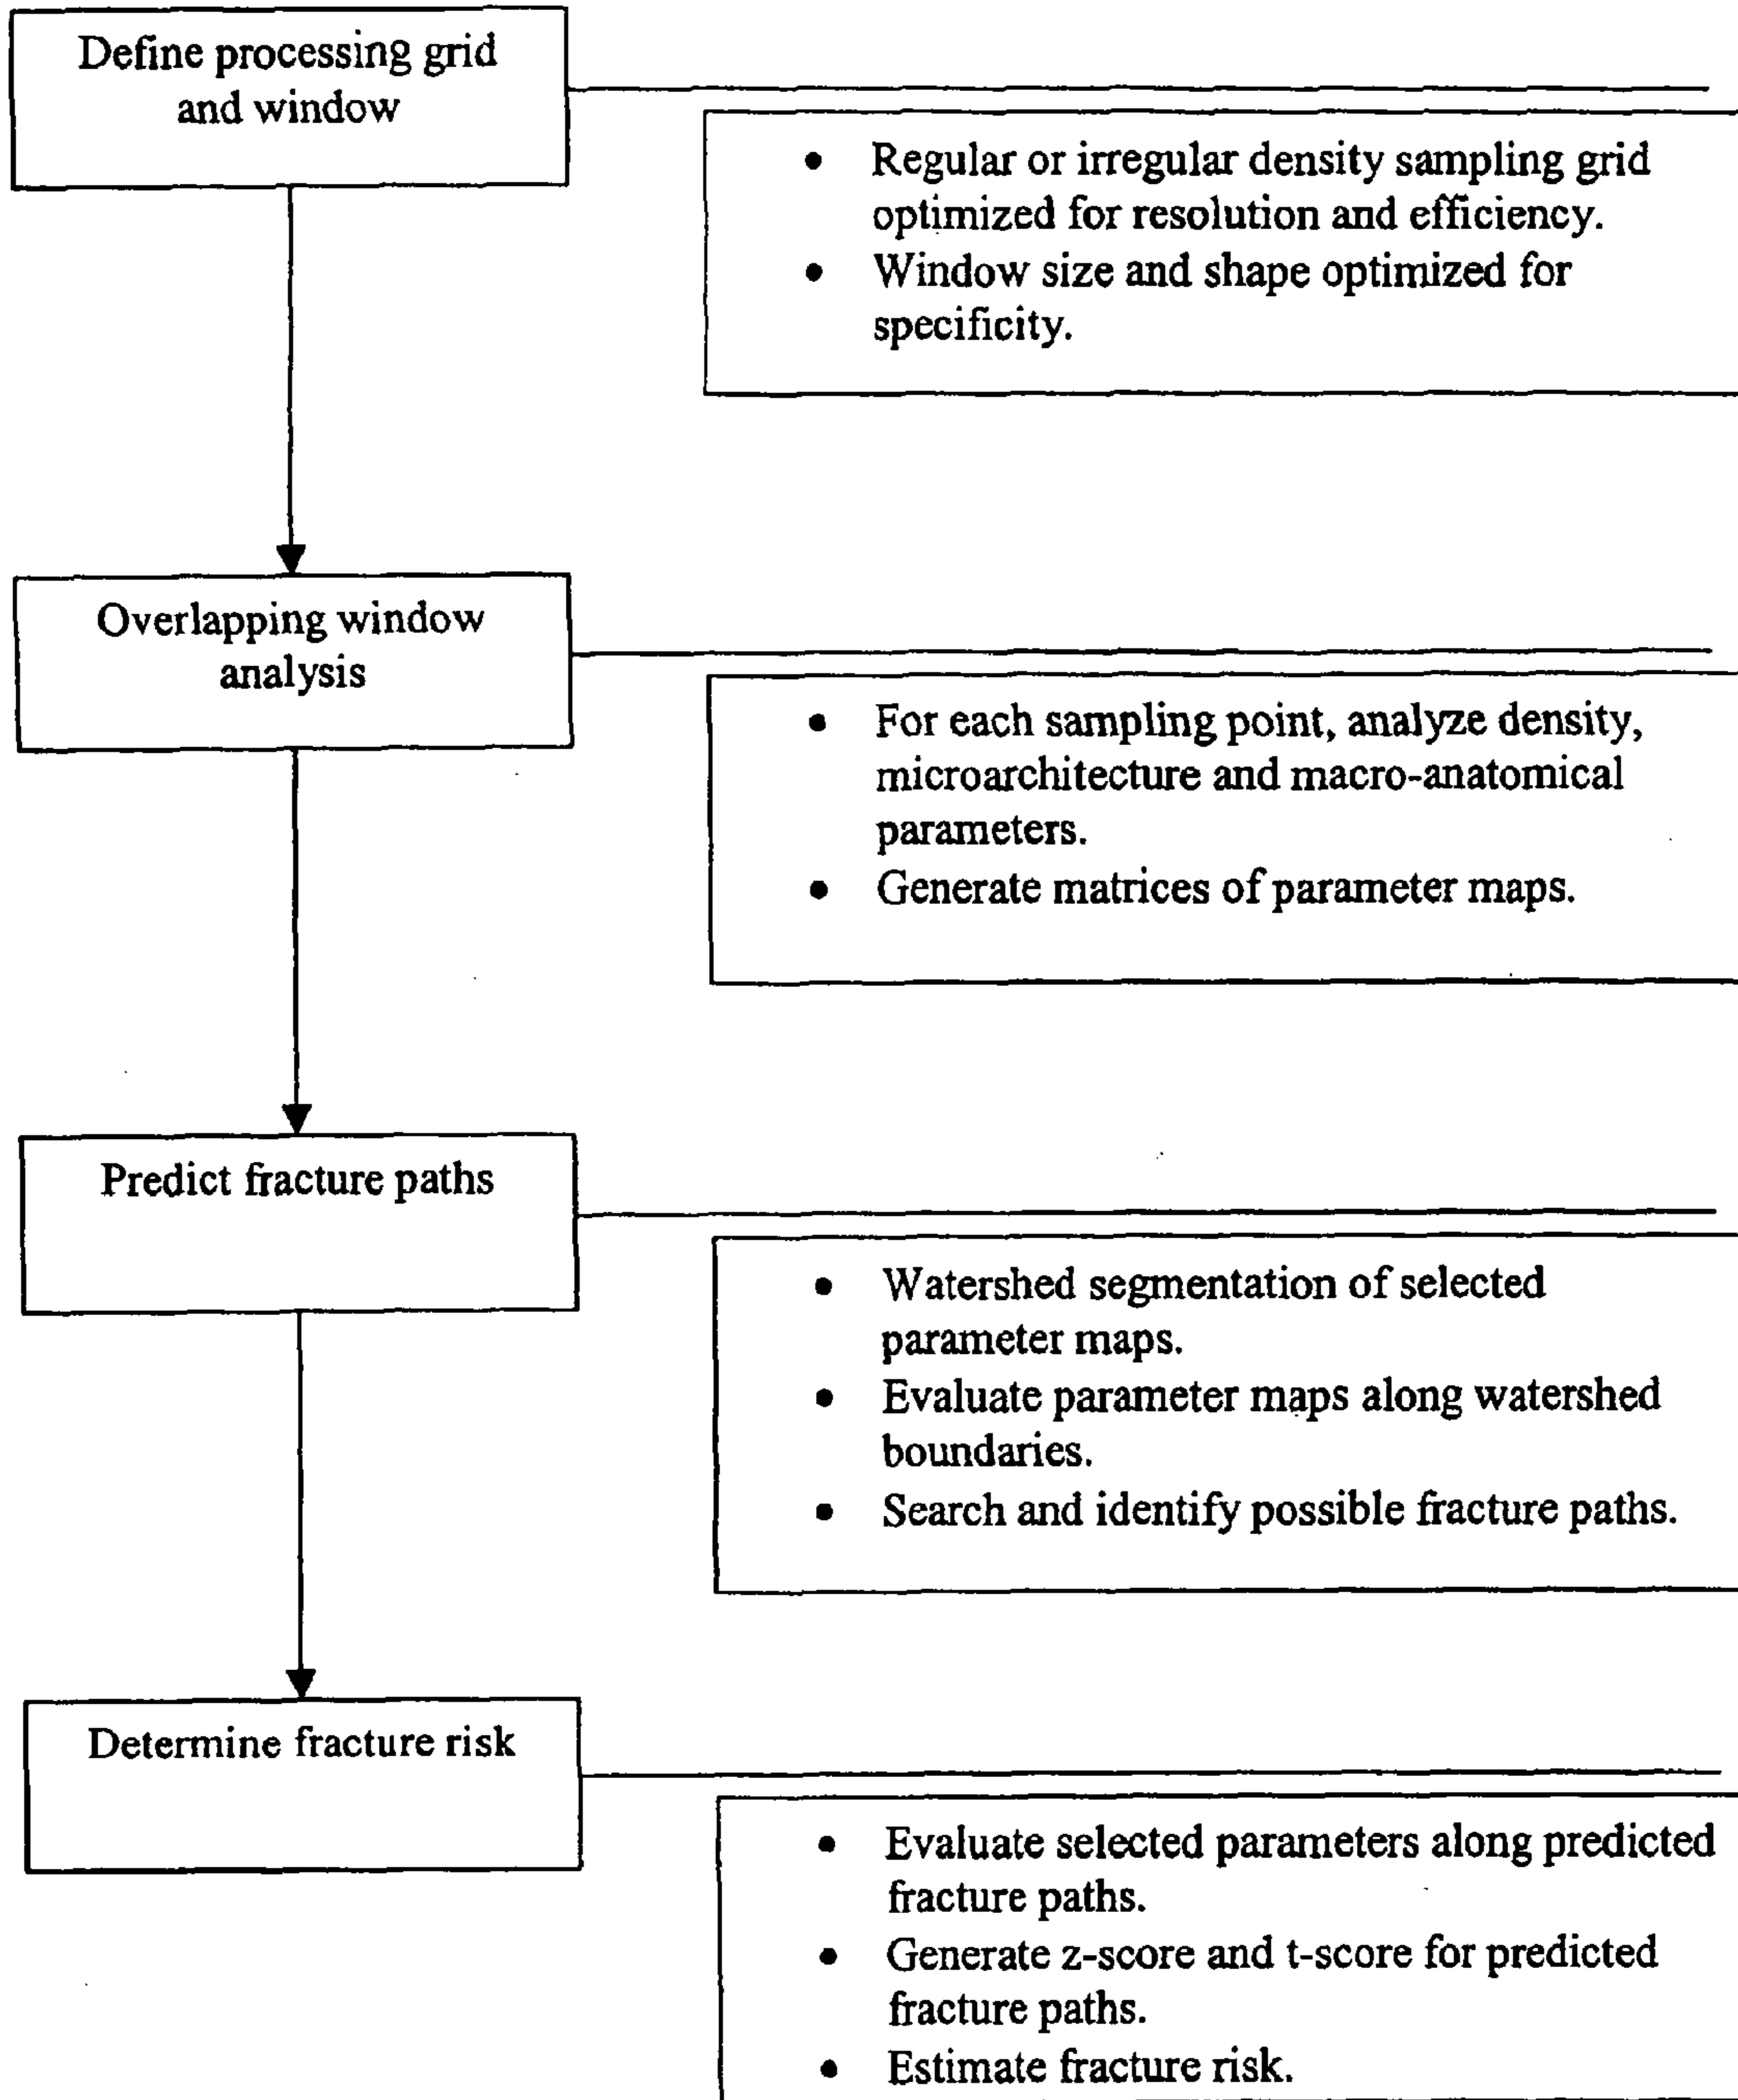 Define processing grid
and window
• Regular or irregular density sampling grid
optimized for resolution and efficiency.
• Window size and shape optimized for
specificity.
Overlapping window
analysis
• For each sampling point, analyze density,
microarchitecture and macro-anatomical
parameters.
• Generate matrices of parameter maps.
Predict fracture paths
• Watershed segmentation of selected
parameter maps.
• Evaluate parameter maps along watershed
boundaries.
• Search and identify possible fracture paths.
Determine fracture risk
• Evaluate selected parameters along predicted
fracture paths.
• Generate z-score and t-score for predicted
fracture paths.
• Estimate fracture risk.